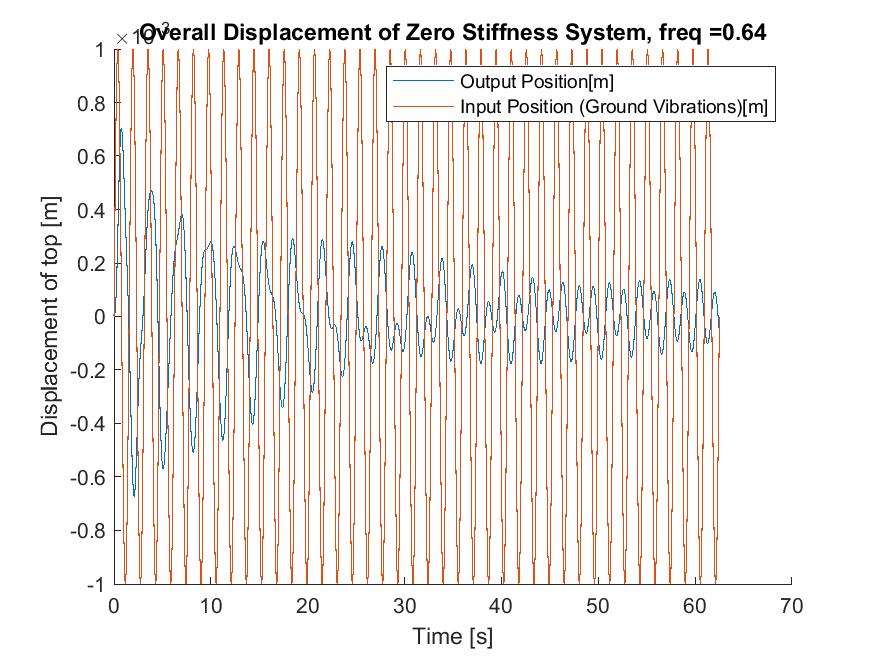 Overall Displacement of Zero Stiffness System, freq =0.64
×10-3
Output Position[m]
Input Position (Ground Vibrations)[m]
1
0.8
0.6
0.4
0.2
0
-0.2
-0.4
-0.6
-0.8
-1
Displacement of top [m]
0 10 20 30 40 50 60 70
Time [s]